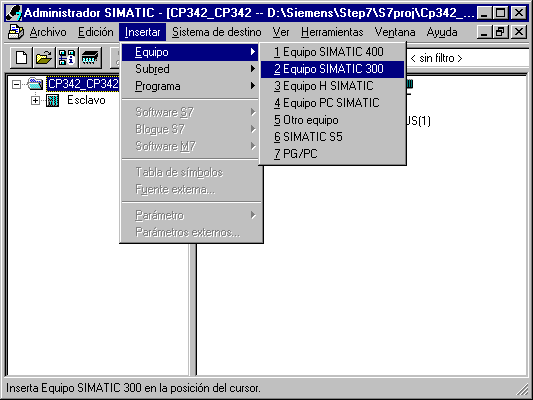 Administrador SIMATIC - [CP342_CP342 -- D:\Siemens\Step7\S7proj\Cp342_...
Archivo Edición Insertar Sistema de destino Ver Herramientas Ventana Ayuda
Equipo
Subred
Programa
Software S7
Bloque S7
Software M7
Tabla de símbolos
Fuente externa...
Parámetro
Parámetros externos...
1 Equipo SIMATIC 400
2 Equipo SIMATIC 300
3 Equipo H SIMATIC
4 Equipo PC SIMATIC
5 Otro equipo
6 SIMATIC S5
7 PG/PC
< sin filtro >
CP342_CP342
Esclavo
US(1)
Inserta Equipo SIMATIC 300 en la posición del cursor.